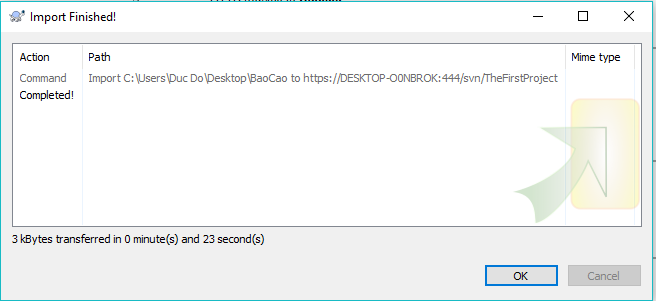 Import Finished!
Action Path Mime type
Command Import C:\Users\Duc Do\Desktop\BaoCao to https://DESKTOP-O0NBROK:444/svn/TheFirstProject
Completed!
3 kBytes transferred in 0 minute(s) and 23 second(s)
OK Cancel